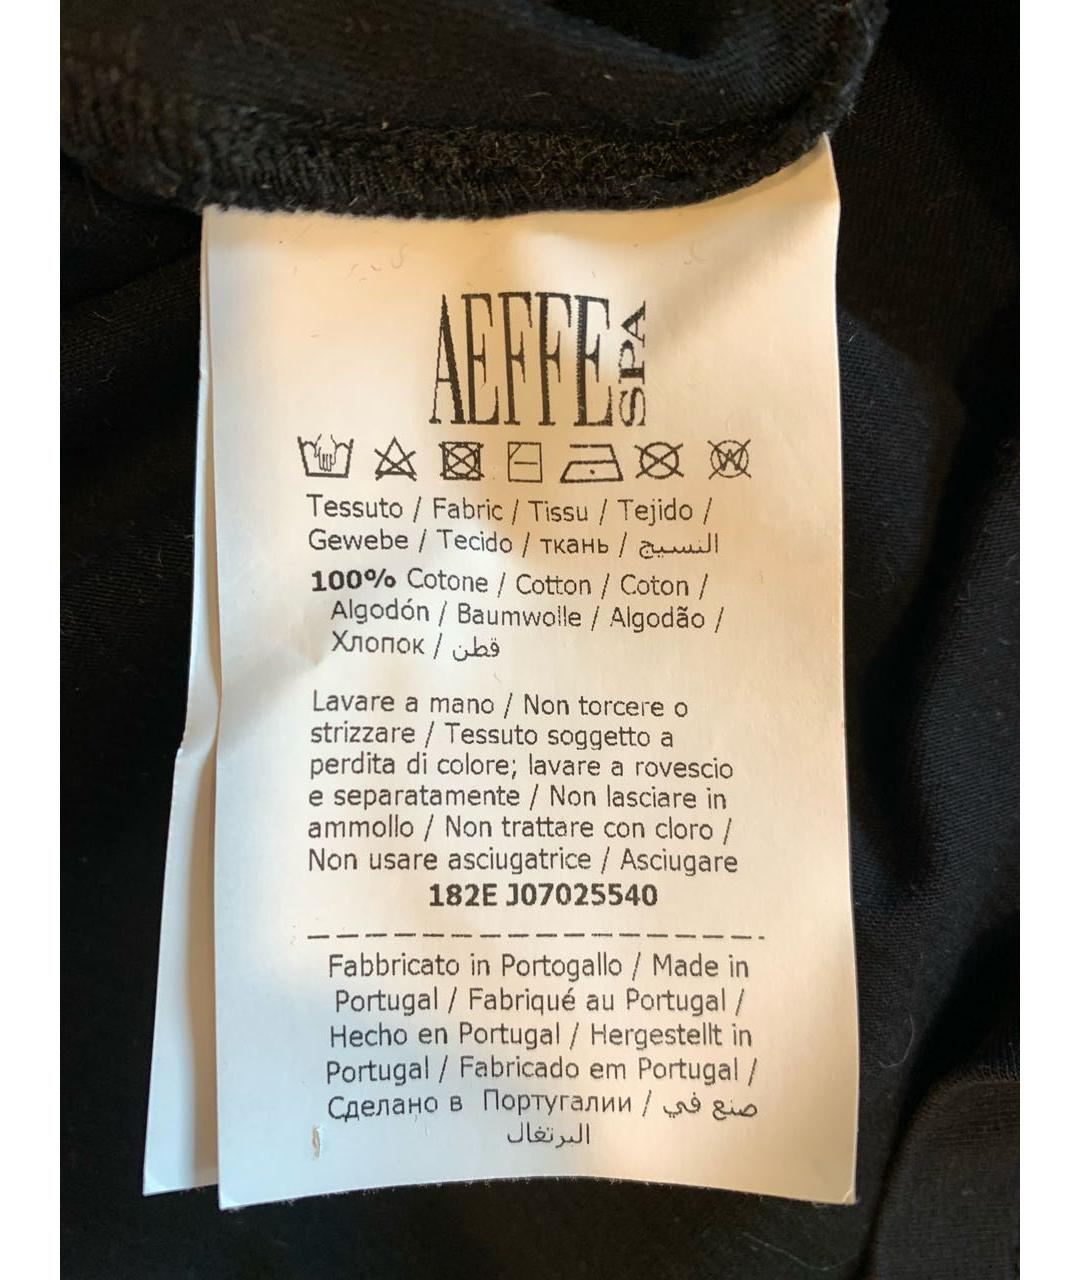 AEFFE SPA
W
Tessuto / Fabric / Tissu / Tejido /
Gewebe / Tecido / ткань / النسيج
100% Cotone / Cotton / Coton /
Algodón / Baumwolle / Algodão /
Хлопок / قطن
Lavare a mano / Non torcere o
strizzare / Tessuto soggetto a
perdita di colore; lavare a rovescio
e separatamente / Non lasciare in
ammollo / Non trattare con cloro /
Non usare asciugatrice / Asciugare
182E J07025540
Fabbricato in Portogallo / Made in
Portugal / Fabriqué au Portugal /
Hecho en Portugal / Hergestellt in
Portugal / Fabricado em Portugal /
Сделано в Португалии / صنع في
البرتغال